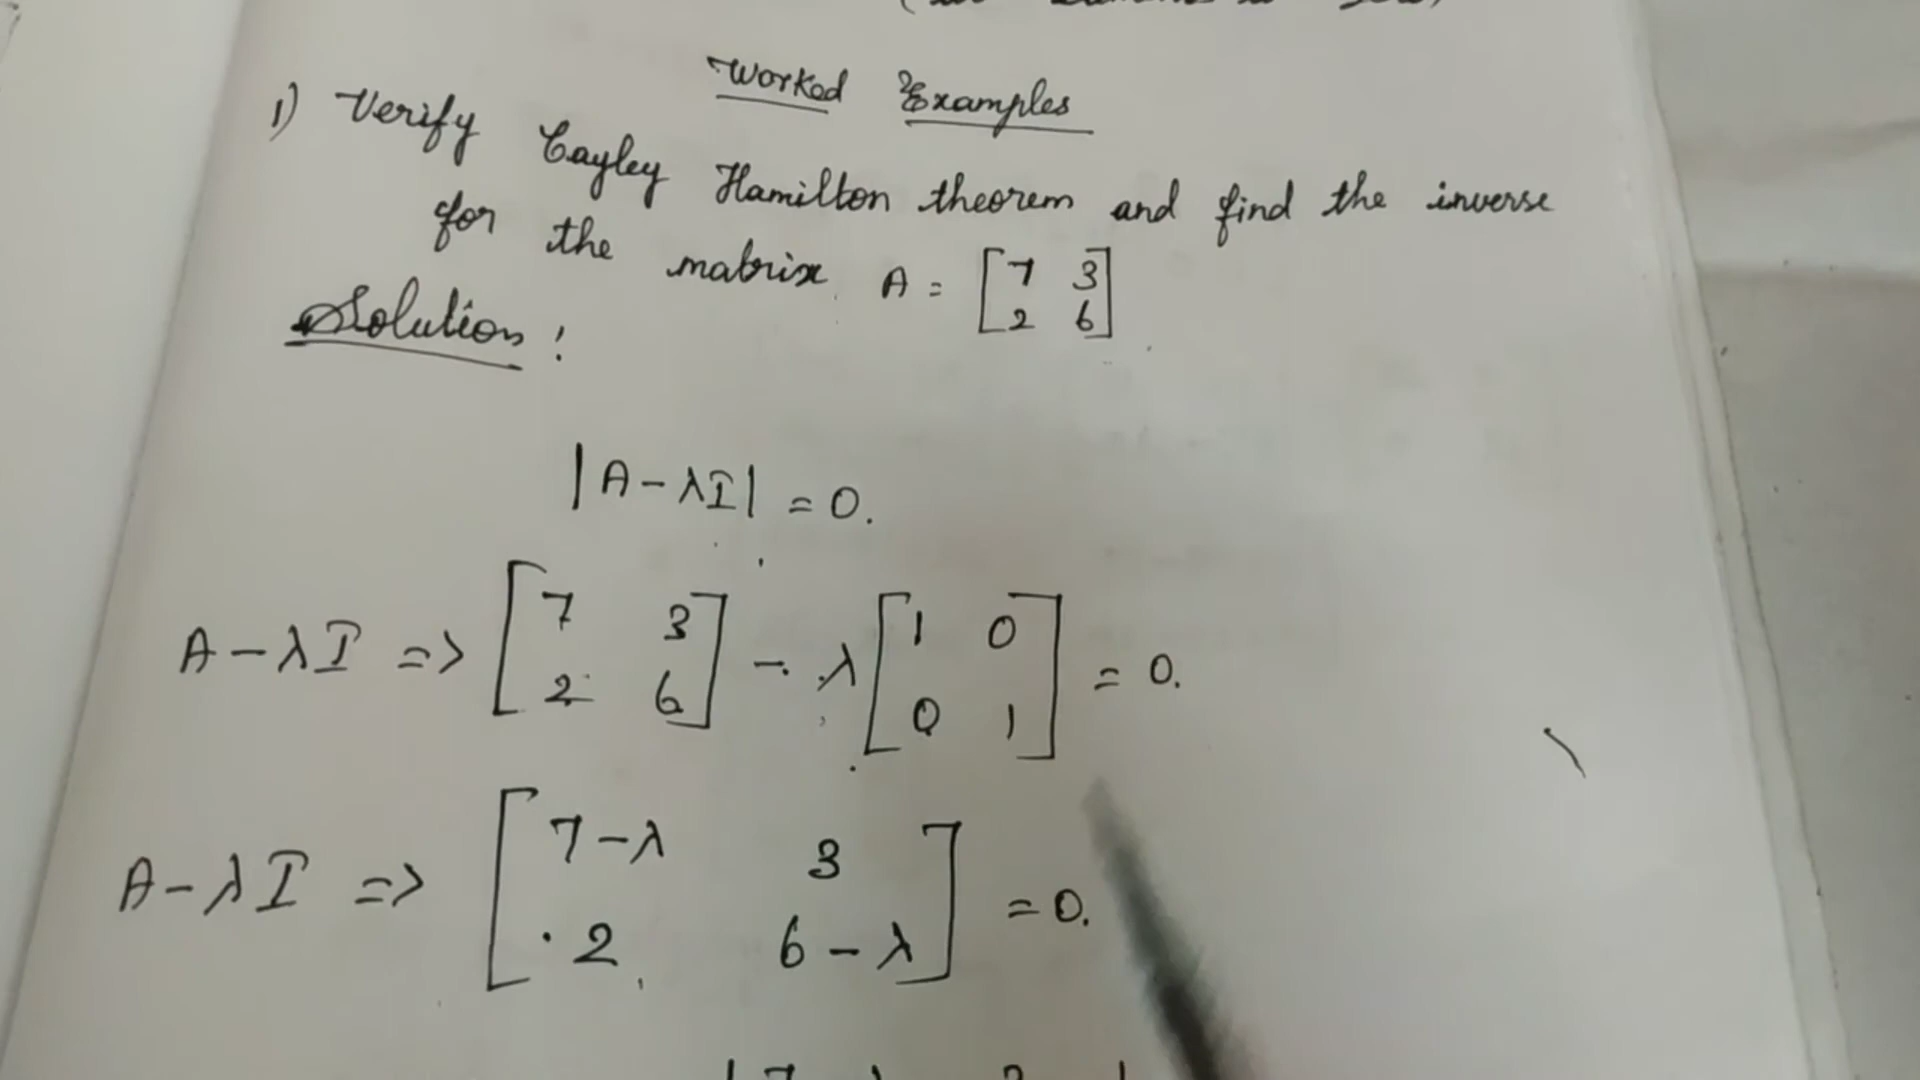 Worked Examples
1) Verify Cayley Hamilton theorem and find the inverse
for the matrix A = [7 3
2 6]
Solution :
|A - λI| = 0.
A - λI => [7 3
2 6] - λ [1 0
0 1] = 0.
A - λI => [7 - λ 3
2 6 - λ] = 0.